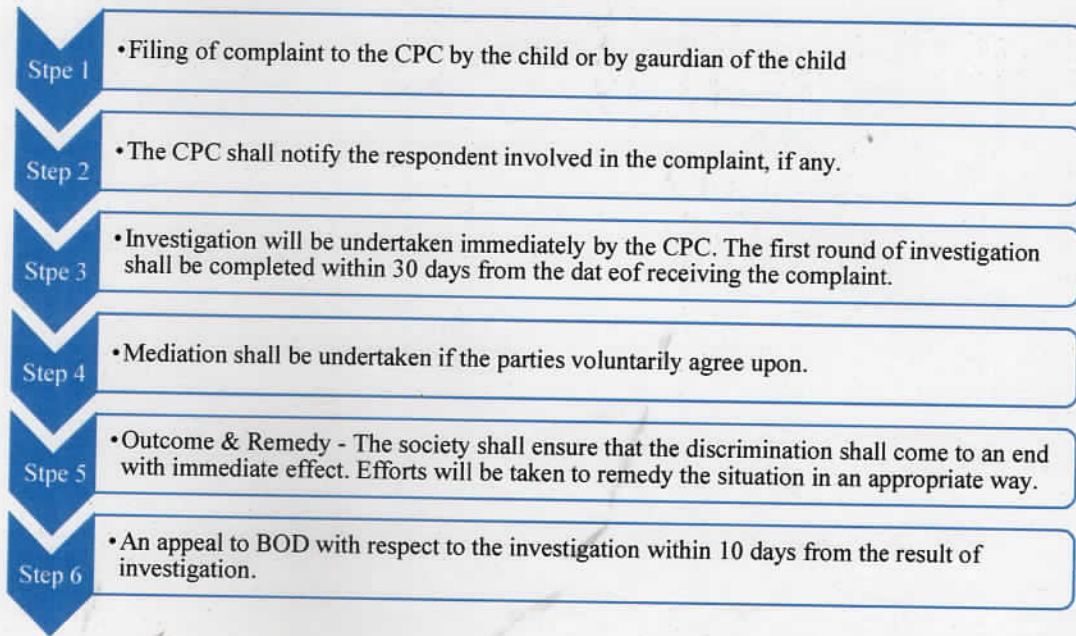 Stpe 1
•Filing of complaint to the CPC by the child or by gaurdian of the child
Step 2
•The CPC shall notify the respondent involved in the complaint, if any.
Stpe 3
•Investigation will be undertaken immediately by the CPC. The first round of investigation
shall be completed within 30 days from the dat eof receiving the complaint.
Step 4
•Mediation shall be undertaken if the parties voluntarily agree upon.
Stpe 5
•Outcome & Remedy - The society shall ensure that the discrimination shall come to an end
with immediate effect. Efforts will be taken to remedy the situation in an appropriate way.
Step 6
•An appeal to BOD with respect to the investigation within 10 days from the result of
investigation.